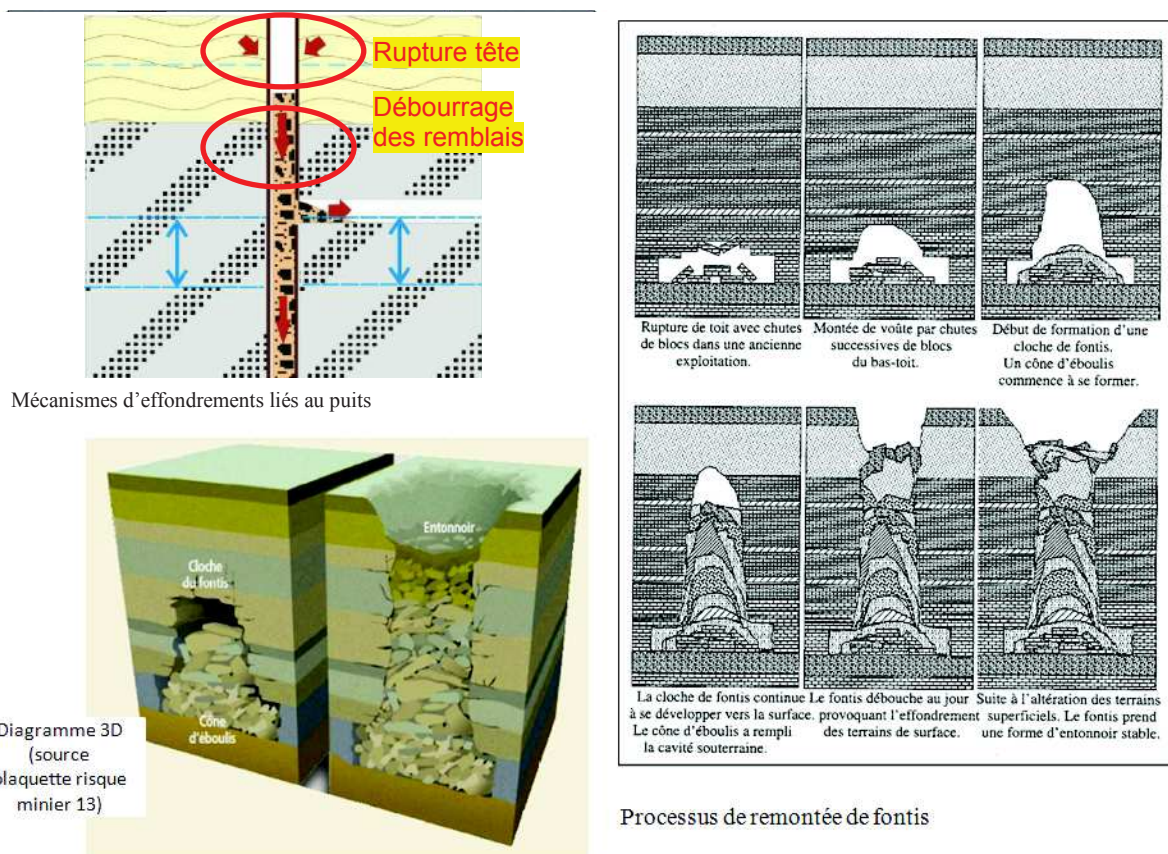 Rupture tête
Débourrage
des remblais
Mécanismes d'effondrements liés au puits
Entonnoir
Cloche
du fontis
Cône
d'éboulis
Diagramme 3D
(source
plaquette risque
minier 13)
Rupture de toit avec chutes
de blocs dans une ancienne
exploitation.
Montée de voûte par chutes
successives de blocs
du bas-toit.
Début de formation d'une
cloche de fontis.
Un cône d'éboulis
commence à se former.
La cloche de fontis continue
à se développer vers la surface.
Le cône d'éboulis a rempli
la cavité souterraine.
Le fontis débouche au jour
provoquant l'effondrement
des terrains de surface.
Suite à l'altération des terrains
superficiels. Le fontis prend
une forme d'entonnoir stable.
Processus de remontée de fontis